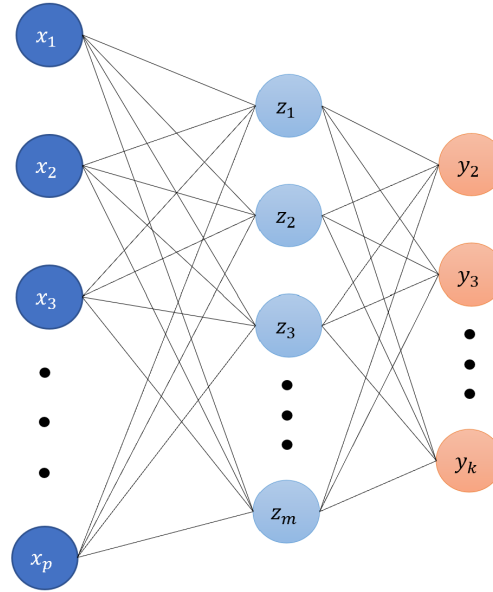 x₁
x₂
x₃
xₚ
z₁
z₂
z₃
zₘ
y₂
y₃
yₖ